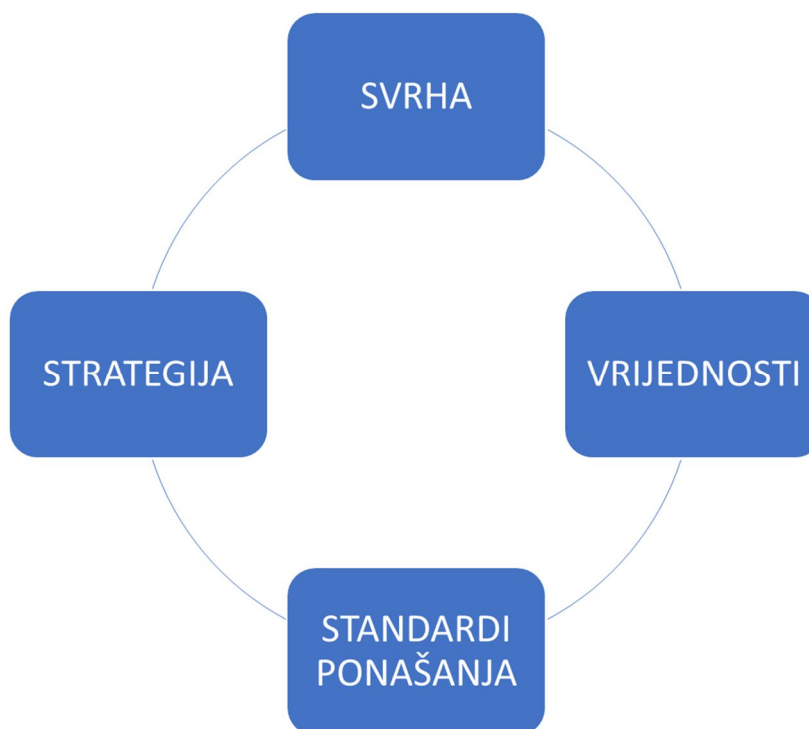 SVRHA
STRATEGIJA
VRIJEDNOSTI
STANDARDI
PONAŠANJA